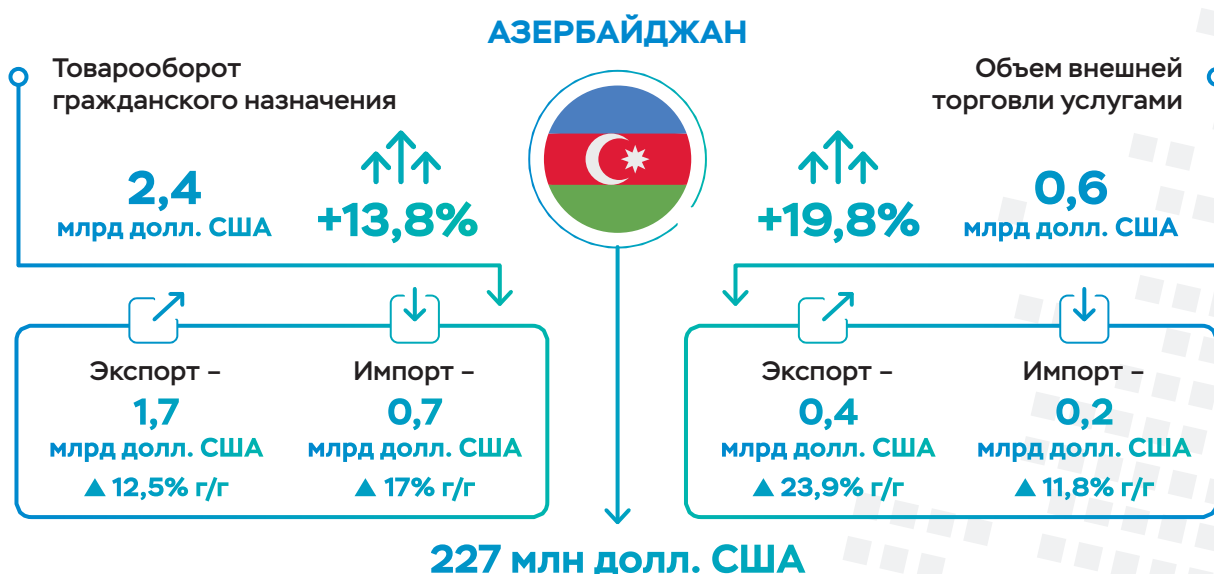 АЗЕРБАЙДЖАН
Товарооборот
гражданского назначения
2,4
млрд долл. США
+13,8%
Объем внешней
торговли услугами
+19,8%
0,6
млрд долл. США
Экспорт –
1,7
млрд долл. США
▲ 12,5% г/г
Импорт –
0,7
млрд долл. США
▲ 17% г/г
Экспорт –
0,4
млрд долл. США
▲ 23,9% г/г
Импорт –
0,2
млрд долл. США
▲ 11,8% г/г
227 млн долл. США